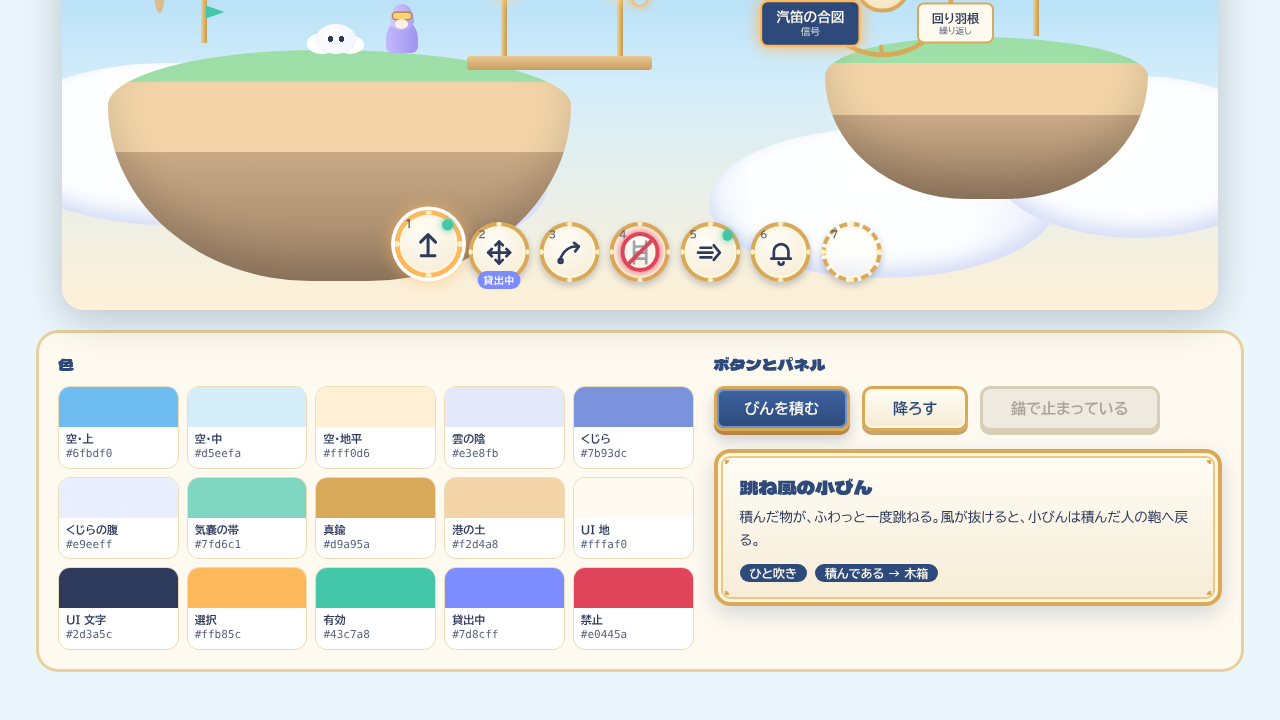 汽笛の合図
信号
回り羽根
繰り返し
1
2
3
4
5
6
7
貸出中
色
空・上
#6fbdf0
空・中
#d5eefa
空・地平
#fff0d6
雲の陰
#e3e8fb
くじら
#7b93dc
くじらの腹
#e9eeff
気嚢の帯
#7fd6c1
真鍮
#d9a95a
港の土
#f2d4a8
UI 地
#fffaf0
UI 文字
#2d3a5c
選択
#ffb85c
有効
#43c7a8
貸出中
#7d8cff
禁止
#e0445a
ボタンとパネル
びんを積む
降ろす
錨で止まっている
跳ね風の小びん
積んだ物が、ふわっと一度跳ねる。風が抜けると、小びんは積んだ人の鞄へ戻
る。
ひと吹き
積んである → 木箱